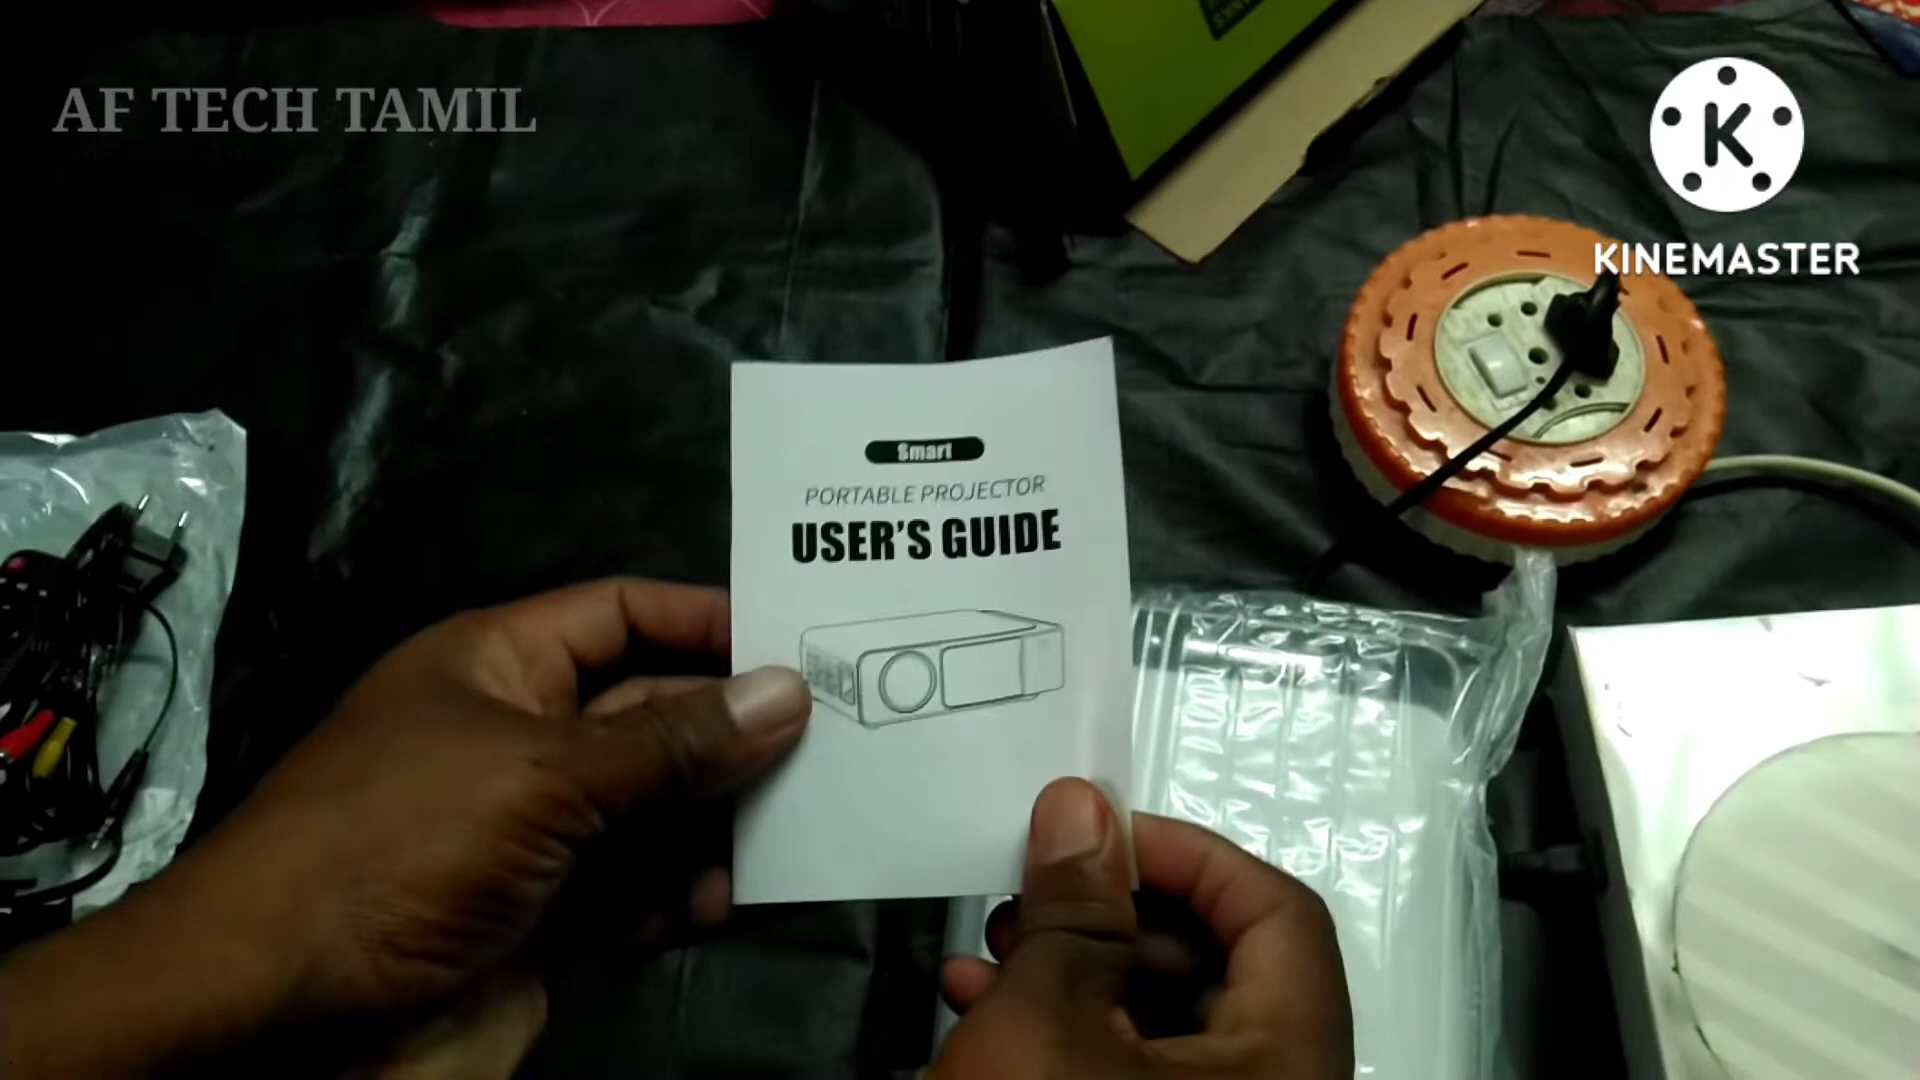 AF TECH TAMIL
K
KINEMASTER
Smart
PORTABLE PROJECTOR
USER'S GUIDE